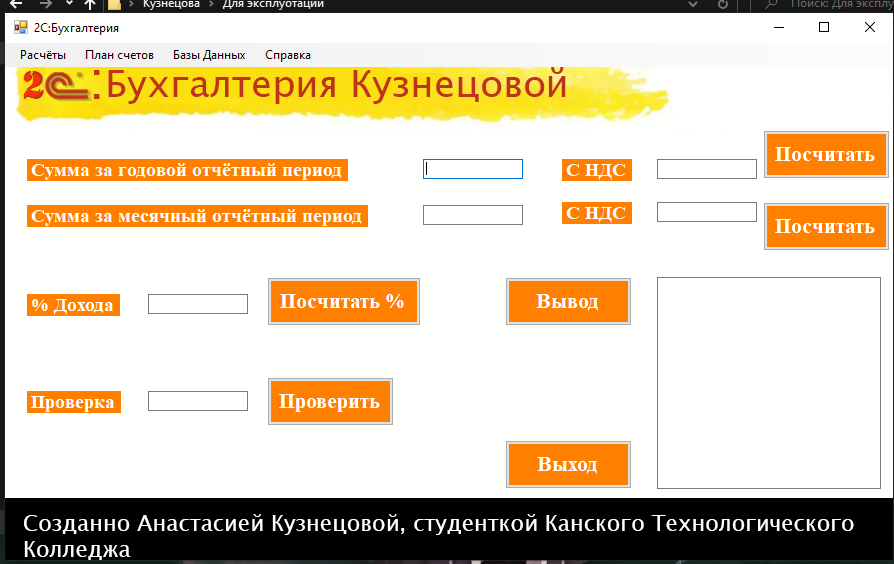 Кузнецова > Для эксплуотации
Поиск: Для эксплу
2С:Бухгалтерия
Расчёты План счетов Базы Данных Справка
2С:Бухгалтерия Кузнецовой
Сумма за годовой отчётный период С НДС Посчитать
Сумма за месячный отчётный период С НДС Посчитать
% Дохода Посчитать % Вывод
Проверка Проверить
Выход
Созданно Анастасией Кузнецовой, студенткой Канского Технологического
Колледжа